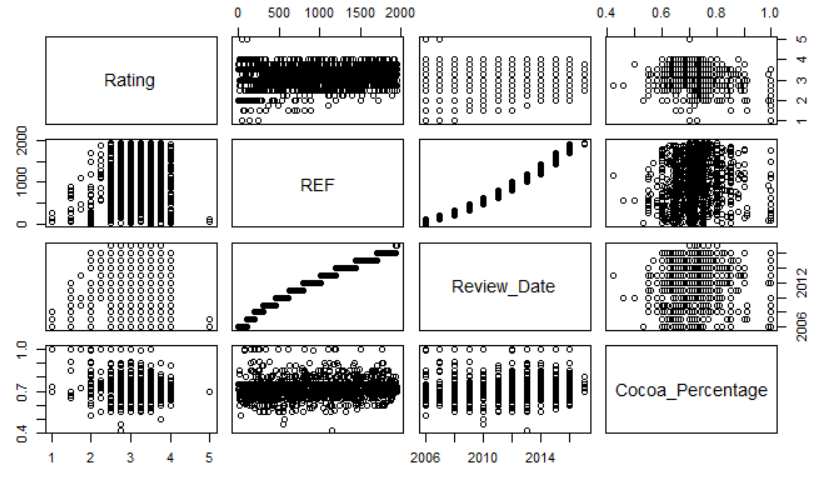 0 500 1000 1500 2000 0.4 0.6 0.8 1.0
Rating
1 2 3 4 5
0 1000 2000
REF
Review_Date
2006 2012
0.4 0.7 1.0
Cocoa_Percentage
1 2 3 4 5 2006 2010 2014